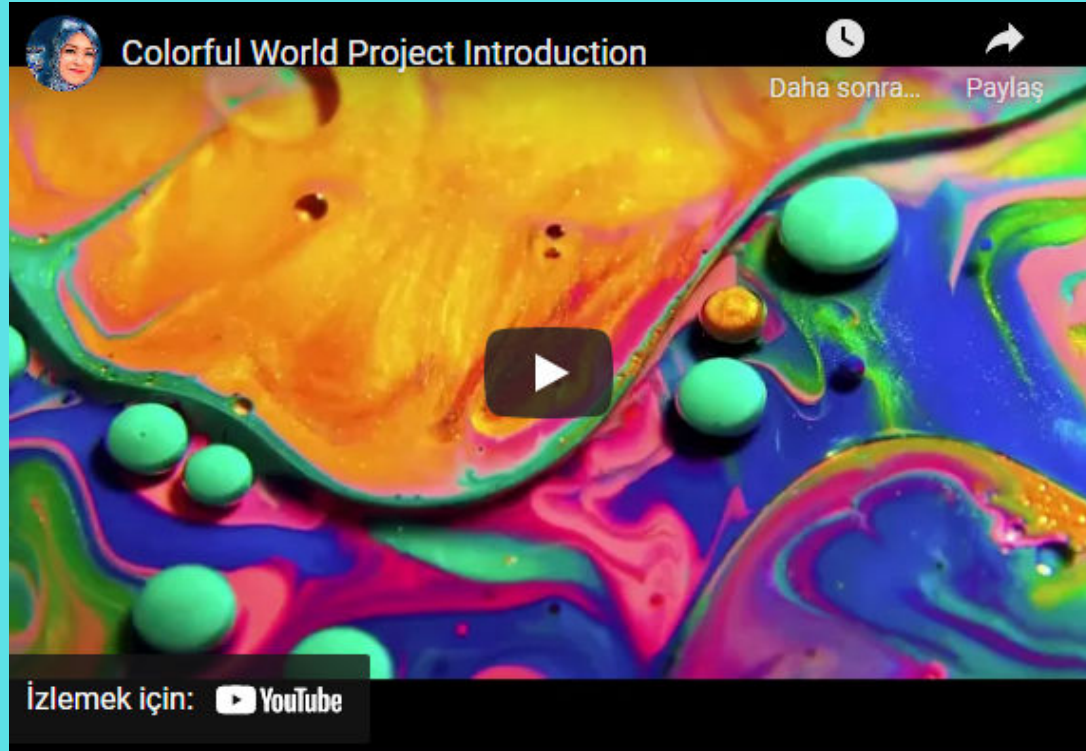 Colorful World Project Introduction
Daha sonra...
Paylaş
İzlemek için: YouTube